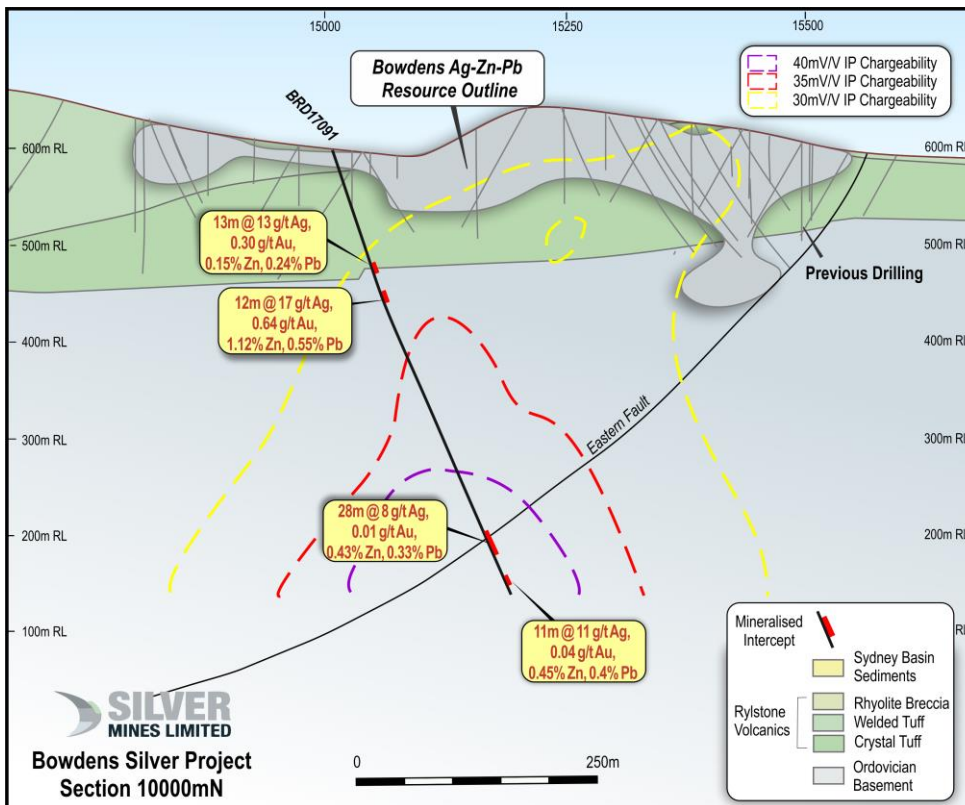 15000
15250
15500
Bowdens Ag-Zn-Pb
Resource Outline
40mV/V IP Chargeability
35mV/V IP Chargeability
30mV/V IP Chargeability
BRD17091
600m RL
600m RL
13m @ 13 g/t Ag,
0.30 g/t Au,
0.15% Zn, 0.24% Pb
500m RL
500m RL
Previous Drilling
12m @ 17 g/t Ag,
0.64 g/t Au,
1.12% Zn, 0.55% Pb
400m RL
400m RL
Eastern Fault
300m RL
300m RL
28m @ 8 g/t Ag,
0.01 g/t Au,
0.43% Zn, 0.33% Pb
200m RL
200m RL
100m RL
100m RL
11m @ 11 g/t Ag,
0.04 g/t Au,
0.45% Zn, 0.4% Pb
Mineralised
Intercept
Sydney Basin
Sediments
Rylstone
Volcanics
Rhyolite Breccia
Welded Tuff
Crystal Tuff
Ordovician
Basement
SILVER
MINES LIMITED
Bowdens Silver Project
Section 10000mN
0
250m